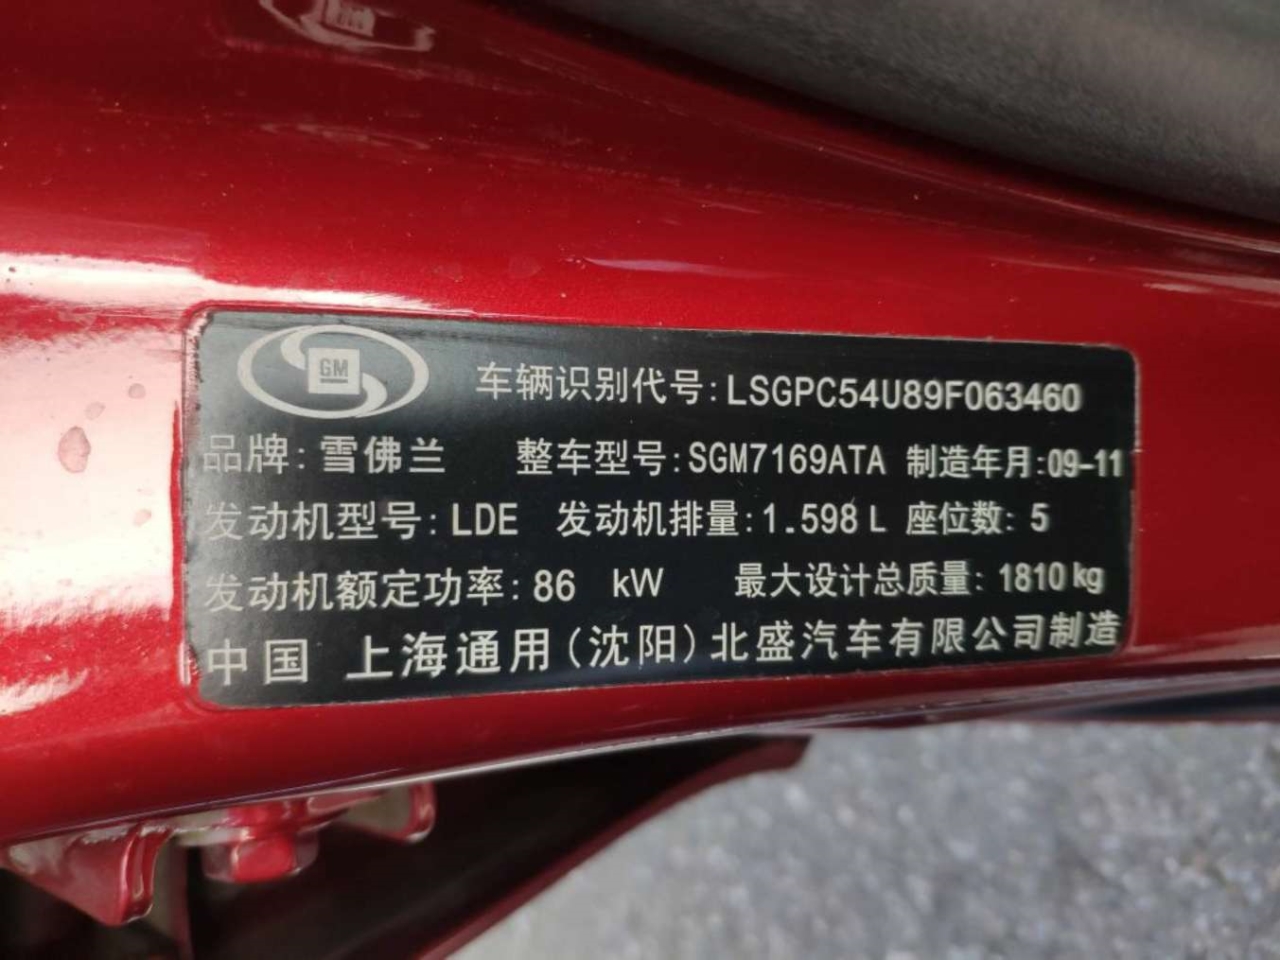 GM
车辆识别代号:LSGPC54U89F063460
品牌:雪佛兰 整车型号:SGM7169ATA 制造年月:09-11
发动机型号:LDE 发动机排量:1.598L 座位数:5
发动机额定功率:86 kW 最大设计总质量:1810kg
中国 上海通用(沈阳)北盛汽车有限公司制造